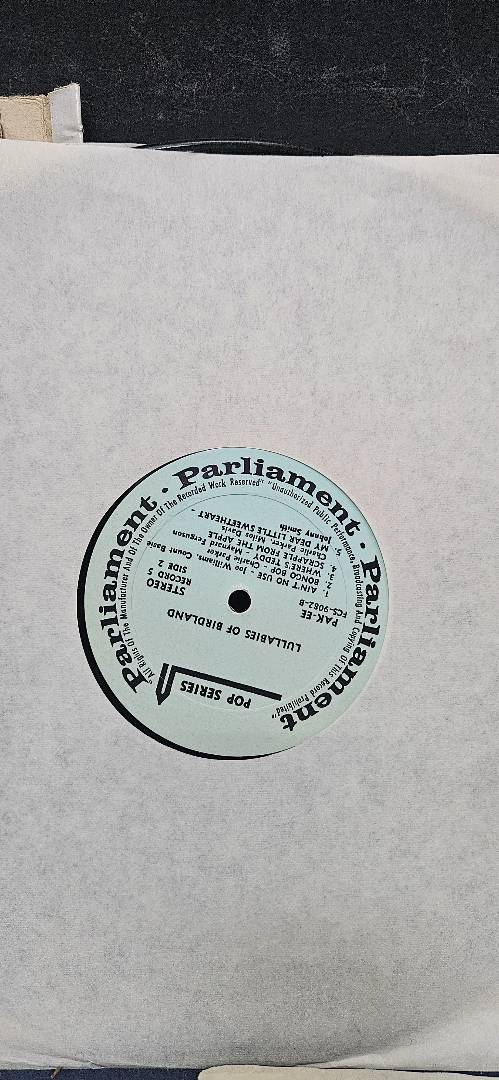 Parliament · Parliament · Parliament
"All Rights Of The Manufacturer And Of The Owner Of The Recorded Work Reserved" "Unauthorized Public Performance, Broadcasting And Copying Of This Record Prohibited"
POP SERIES
LULLABIES OF BIRDLAND
PAK-EE
PCS-9082-B
STEREO
RECORD 5
SIDE 2
1. AIN'T NO USE - Joe Williams - Count Basie
2. BONGO BOP - Charlie Parker
3. WHERE'S TEDDY - Maynard Ferguson
4. SCRAPPLE FROM THE APPLE
Charlie Parker, Miles Davis
5. MY DEAR LITTLE SWEETHEART -
Johnny Smith